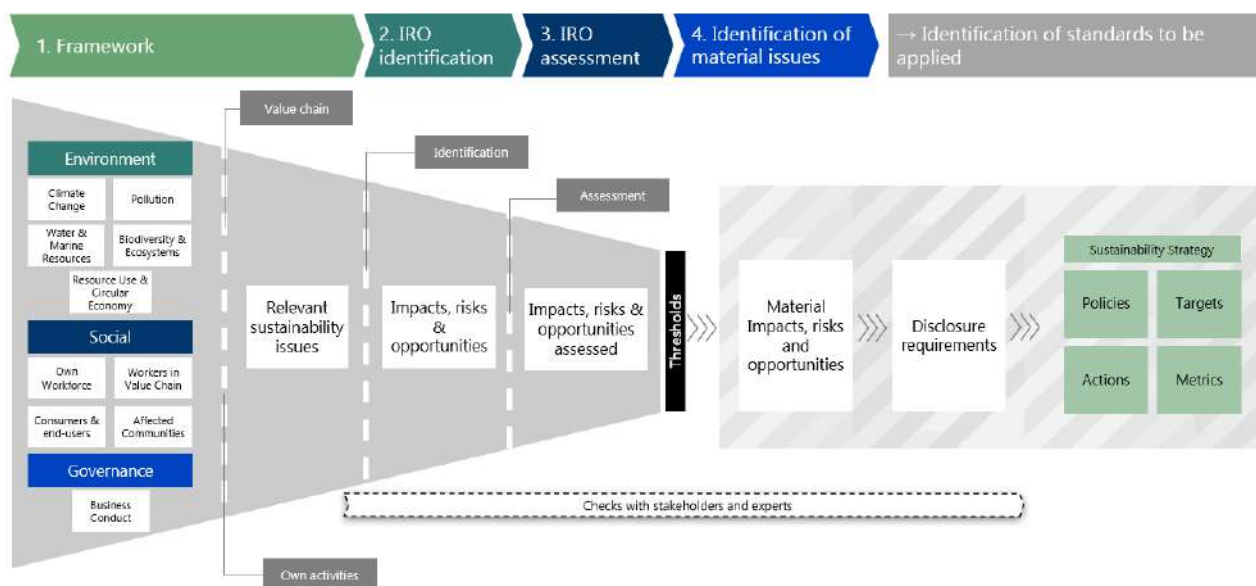 1. Framework
2. IRO
identification
3. IRO
assessment
4. Identification of
material issues
→ Identification of standards to be
applied
Value chain
Identification
Assessment
Environment
Climate
Change
Pollution
Water &
Marine
Resources
Biodiversity &
Ecosystems
Resource Use &
Circular
Economy
Social
Own
Workforce
Workers in
Value Chain
Consumers &
end-users
Affected
Communities
Governance
Business
Conduct
Relevant
sustainability
issues
Impacts, risks
&
opportunities
Impacts, risks &
opportunities
assessed
Thresholds
Material
Impacts, risks
and
opportunities
Disclosure
requirements
Sustainability Strategy
Policies
Targets
Actions
Metrics
Checks with stakeholders and experts
Own activities